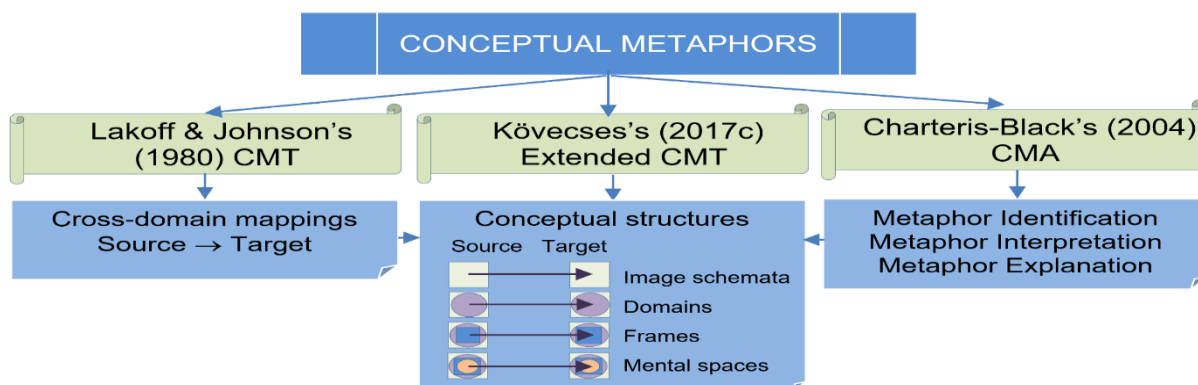 CONCEPTUAL METAPHORS
Lakoff & Johnson's
(1980) CMT
Kövecses's (2017c)
Extended CMT
Charteris-Black's (2004)
CMA
Cross-domain mappings
Source → Target
Conceptual structures
Source Target
Image schemata
Domains
Frames
Mental spaces
Metaphor Identification
Metaphor Interpretation
Metaphor Explanation